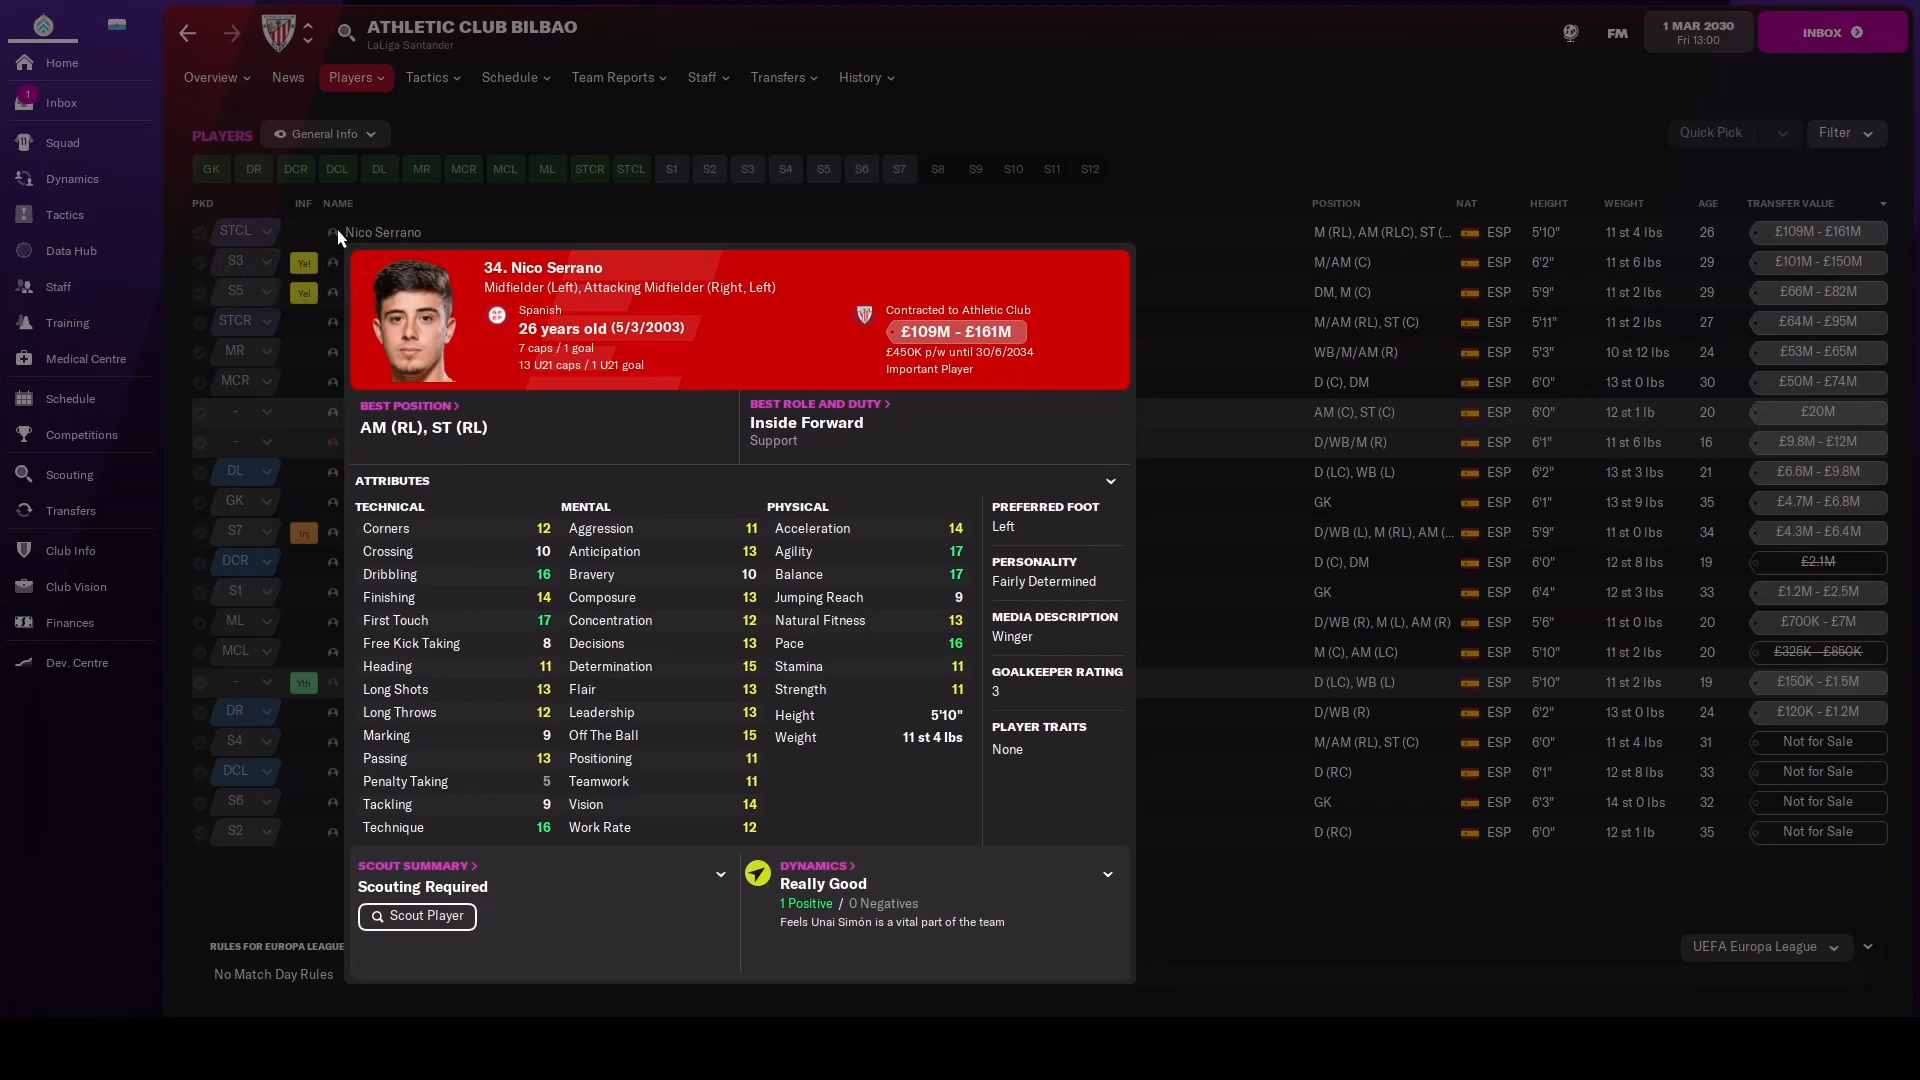 ATHLETIC CLUB BILBAO
LaLiga Santander
FM
1 MAR 2030
Fri 13:00
INBOX
Home
1
Inbox
Squad
Dynamics
Tactics
Data Hub
Staff
Training
Medical Centre
Schedule
Competitions
Scouting
Transfers
Club Info
Club Vision
Finances
Dev. Centre
Overview News Players Tactics Schedule Team Reports Staff Transfers History
PLAYERS General Info Quick Pick Filter
GK DR DCR DCL DL MR MCR MCL ML STCR STCL S1 S2 S3 S4 S5 S6 S7 S8 S9 S10 S11 S12
PKD INF NAME POSITION NAT HEIGHT WEIGHT AGE TRANSFER VALUE
STCL Nico Serrano M (RL), AM (RLC), ST (... ESP 5'10" 11 st 4 lbs 26 £109M - £161M
S3 Yel M/AM (C) ESP 6'2" 11 st 6 lbs 29 £101M - £150M
S5 Yel DM, M (C) ESP 5'9" 11 st 2 lbs 29 £66M - £82M
STCR M/AM (RL), ST (C) ESP 5'11" 11 st 2 lbs 27 £64M - £95M
MR WB/M/AM (R) ESP 5'3" 10 st 12 lbs 24 £53M - £65M
MCR D (C), DM ESP 6'0" 13 st 0 lbs 30 £50M - £74M
- AM (C), ST (C) ESP 6'0" 12 st 1 lb 20 £20M
- D/WB/M (R) ESP 6'1" 11 st 6 lbs 16 £9.8M - £12M
DL D (LC), WB (L) ESP 6'2" 13 st 3 lbs 21 £6.6M - £9.8M
GK GK ESP 6'1" 13 st 9 lbs 35 £4.7M - £6.8M
S7 Inj D/WB (L), M (RL), AM (... ESP 5'9" 11 st 0 lbs 34 £4.3M - £6.4M
DCR D (C), DM ESP 6'0" 12 st 8 lbs 19 £2.1M
S1 GK ESP 6'4" 12 st 3 lbs 33 £1.2M - £2.5M
ML D/WB (R), M (L), AM (R) ESP 5'6" 11 st 0 lbs 20 £700K - £7M
MCL M (C), AM (LC) ESP 5'10" 11 st 2 lbs 20 £325K - £850K
- Yth D (LC), WB (L) ESP 5'10" 11 st 2 lbs 19 £150K - £1.5M
DR D/WB (R) ESP 6'2" 13 st 0 lbs 24 £120K - £1.2M
S4 M/AM (RL), ST (C) ESP 6'0" 11 st 4 lbs 31 Not for Sale
DCL D (RC) ESP 6'1" 12 st 8 lbs 33 Not for Sale
S6 GK ESP 6'3" 14 st 0 lbs 32 Not for Sale
S2 D (RC) ESP 6'0" 12 st 1 lb 35 Not for Sale
34. Nico Serrano
Midfielder (Left), Attacking Midfielder (Right, Left)
Spanish
26 years old (5/3/2003)
7 caps / 1 goal
13 U21 caps / 1 U21 goal
Contracted to Athletic Club
£109M - £161M
£450K p/w until 30/6/2034
Important Player
BEST POSITION >
AM (RL), ST (RL)
BEST ROLE AND DUTY >
Inside Forward
Support
ATTRIBUTES
TECHNICAL MENTAL PHYSICAL
Corners 12 Aggression 11 Acceleration 14
Crossing 10 Anticipation 13 Agility 17
Dribbling 16 Bravery 10 Balance 17
Finishing 14 Composure 13 Jumping Reach 9
First Touch 17 Concentration 12 Natural Fitness 13
Free Kick Taking 8 Decisions 13 Pace 16
Heading 11 Determination 15 Stamina 11
Long Shots 13 Flair 13 Strength 11
Long Throws 12 Leadership 13 Height 5'10"
Marking 9 Off The Ball 15 Weight 11 st 4 lbs
Passing 13 Positioning 11
Penalty Taking 5 Teamwork 11
Tackling 9 Vision 14
Technique 16 Work Rate 12
PREFERRED FOOT
Left
PERSONALITY
Fairly Determined
MEDIA DESCRIPTION
Winger
GOALKEEPER RATING
3
PLAYER TRAITS
None
SCOUT SUMMARY >
Scouting Required
Scout Player
DYNAMICS >
Really Good
1 Positive / 0 Negatives
Feels Unai Simón is a vital part of the team
RULES FOR EUROPA LEAGUE
No Match Day Rules
UEFA Europa League